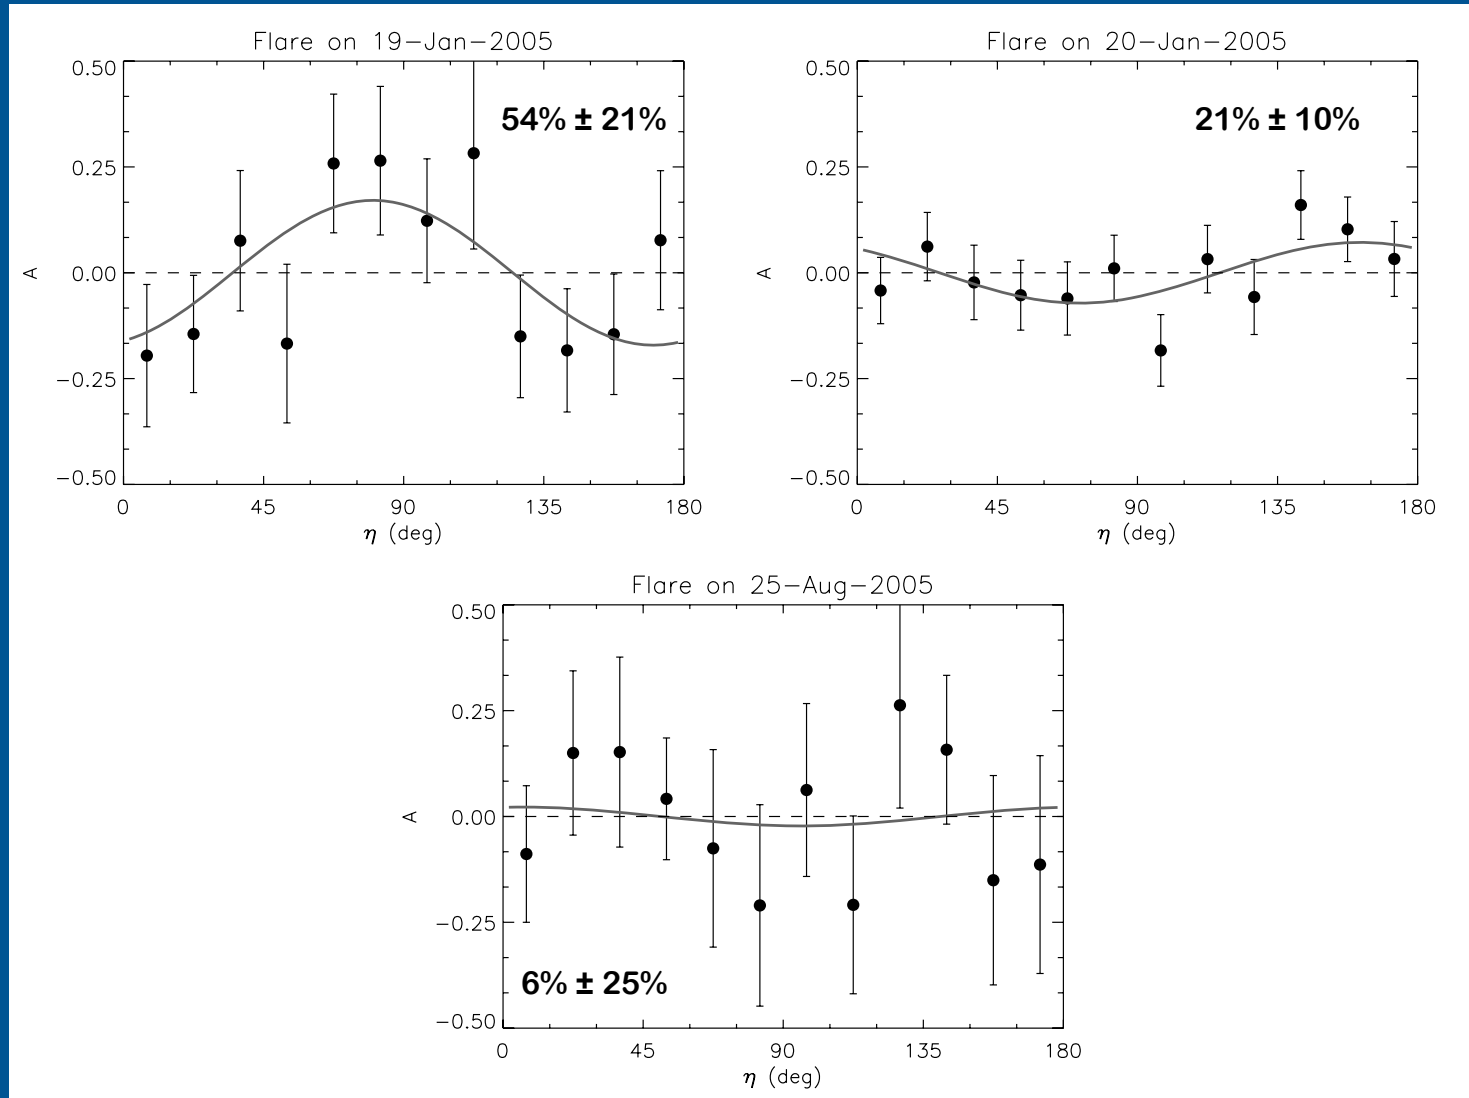 Flare on 19-Jan-2005
54% ± 21%
0.50
0.25
0.00
-0.25
-0.50
A
0 45 90 135 180
η (deg)
Flare on 20-Jan-2005
21% ± 10%
0.50
0.25
0.00
-0.25
-0.50
A
0 45 90 135 180
η (deg)
Flare on 25-Aug-2005
0.50
0.25
0.00
-0.25
-0.50
A
6% ± 25%
0 45 90 135 180
η (deg)